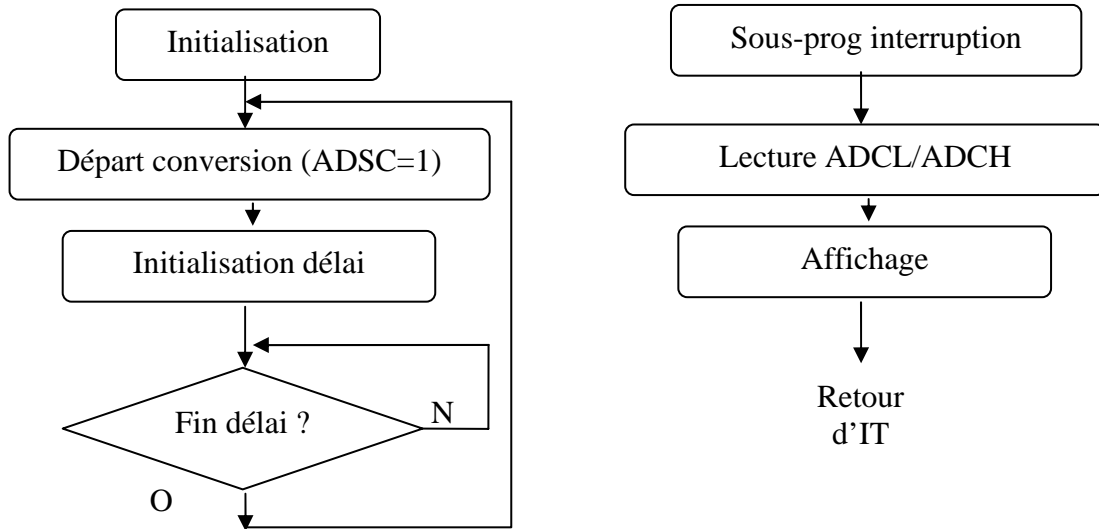 Initialisation
Départ conversion (ADSC=1)
Initialisation délai
Fin délai ?
N
O
Sous-prog interruption
Lecture ADCL/ADCH
Affichage
Retour
d’IT